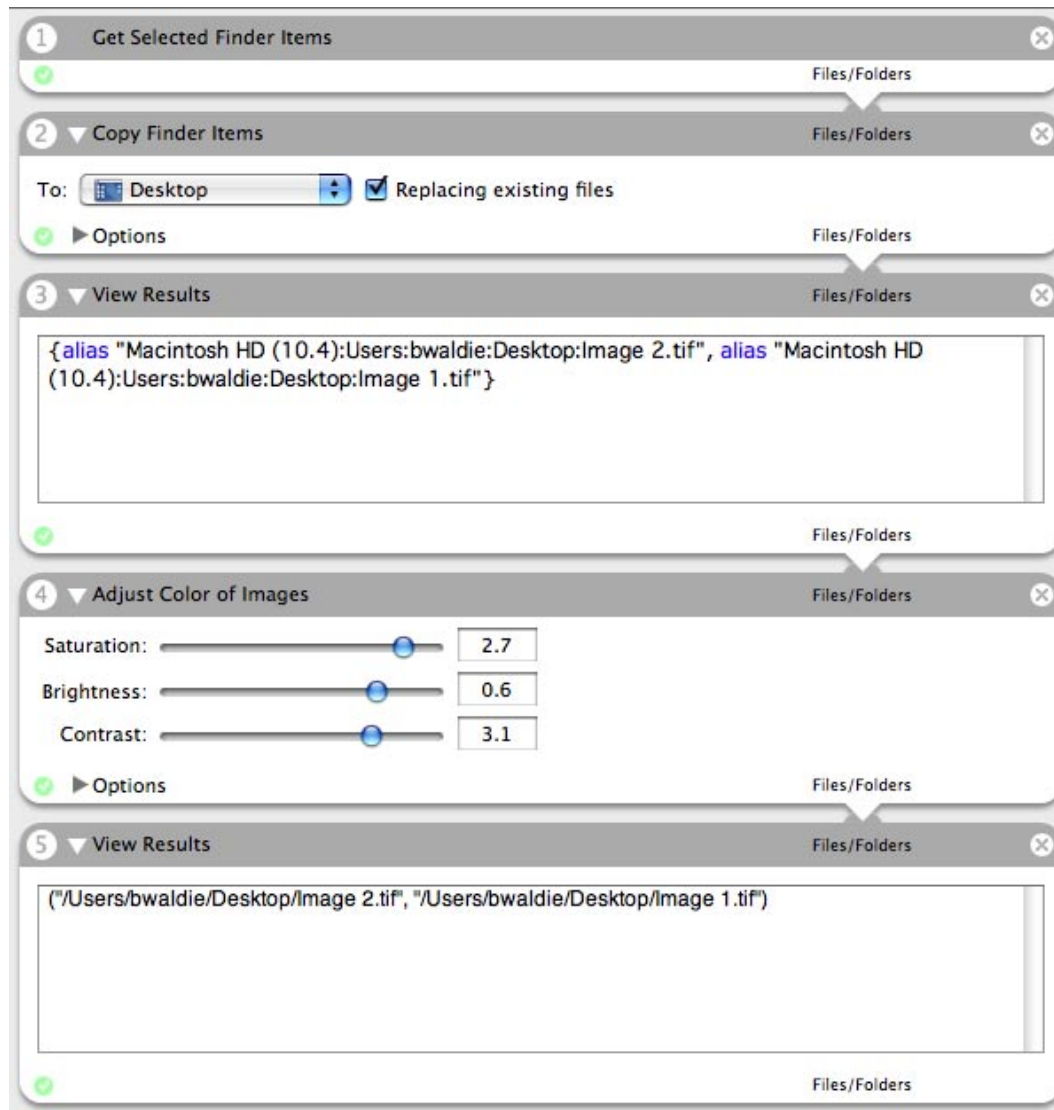 1 Get Selected Finder Items
Files/Folders
2 Copy Finder Items Files/Folders
To: Desktop Replacing existing files
Options Files/Folders
3 View Results Files/Folders
{alias "Macintosh HD (10.4):Users:bwaldie:Desktop:Image 2.tif", alias "Macintosh HD
(10.4):Users:bwaldie:Desktop:Image 1.tif"}
Files/Folders
4 Adjust Color of Images Files/Folders
Saturation: 2.7
Brightness: 0.6
Contrast: 3.1
Options Files/Folders
5 View Results Files/Folders
("/Users/bwaldie/Desktop/Image 2.tif", "/Users/bwaldie/Desktop/Image 1.tif")
Files/Folders